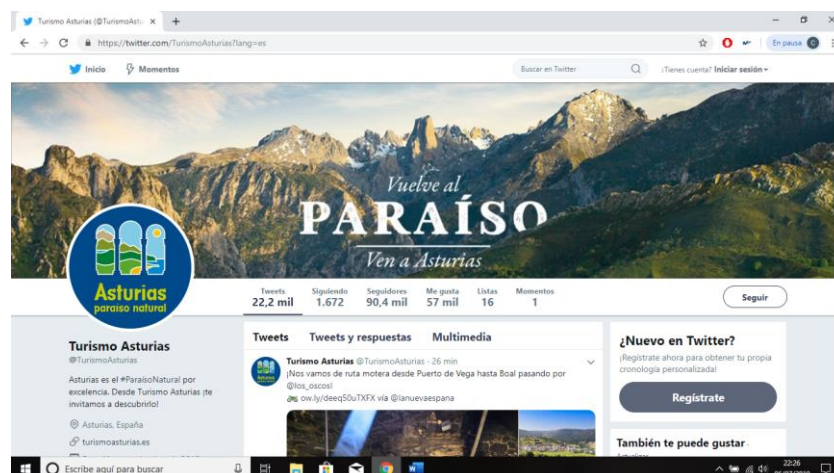 Turismo Asturias (@TurismoAstu
https://twitter.com/TurismoAsturias?lang=es
En pausa
C
Inicio
Momentos
Buscar en Twitter
¿Tienes cuenta? Iniciar sesión
Vuelve al
PARAÍSO
Ven a Asturias
Asturias
paraíso natural
Tweets
22,2 mil
Siguiendo
1.672
Seguidores
90,4 mil
Me gusta
57 mil
Listas
16
Momentos
1
Seguir
Turismo Asturias
@TurismoAsturias
Asturias es el #ParaísoNatural por
excelencia. Desde Turismo Asturias ¡te
invitamos a descubrirlo!
Asturias, España
turismoasturias.es
Tweets
Tweets y respuestas
Multimedia
Turismo Asturias @TurismoAsturias · 26 min
¡Nos vamos de ruta motera desde Puerto de Vega hasta Boal pasando por
@los_oscos!
ow.ly/deeq50uTXFX vía @lanuevaespana
¿Nuevo en Twitter?
¡Regístrate ahora para obtener tu propia
cronología personalizada!
Regístrate
También te puede gustar
Escribe aquí para buscar
22:26